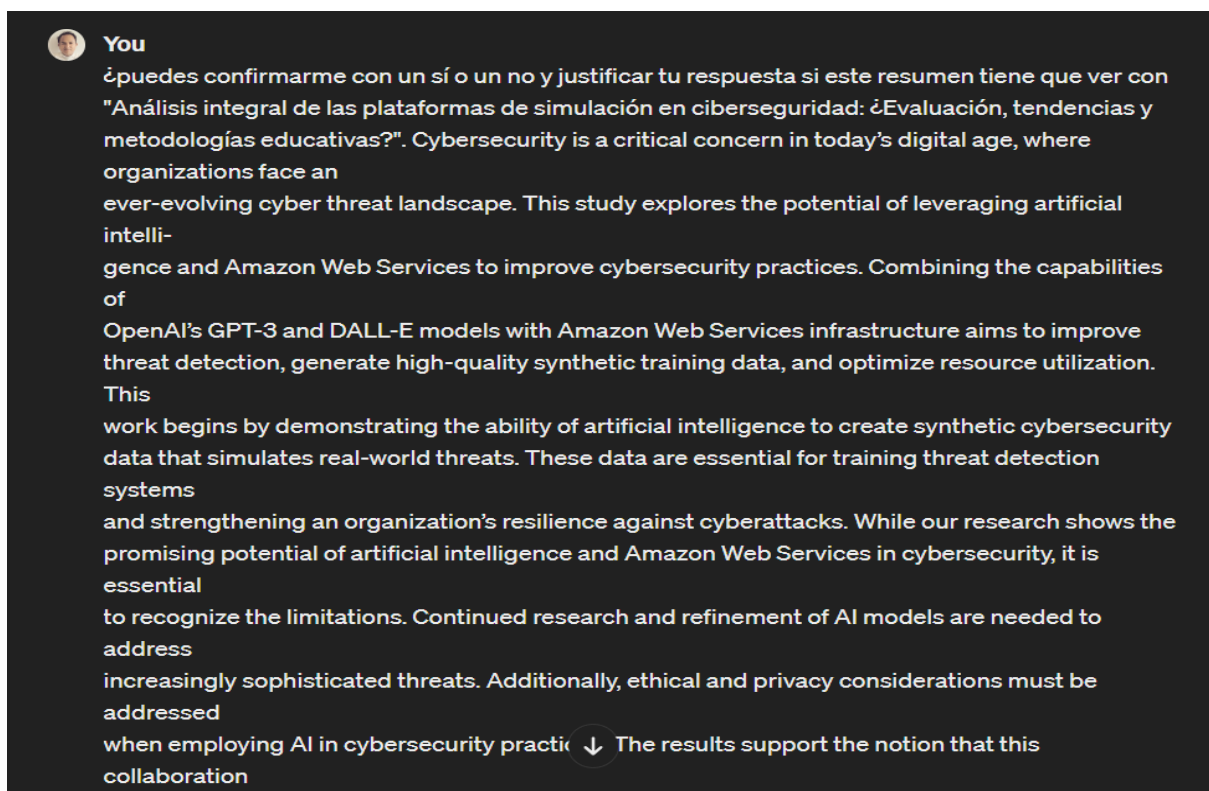 You
¿puedes confirmarme con un sí o un no y justificar tu respuesta si este resumen tiene que ver con
"Análisis integral de las plataformas de simulación en ciberseguridad: ¿Evaluación, tendencias y
metodologías educativas?". Cybersecurity is a critical concern in today’s digital age, where
organizations face an
ever-evolving cyber threat landscape. This study explores the potential of leveraging artificial
intelli-
gence and Amazon Web Services to improve cybersecurity practices. Combining the capabilities
of
OpenAI’s GPT-3 and DALL-E models with Amazon Web Services infrastructure aims to improve
threat detection, generate high-quality synthetic training data, and optimize resource utilization.
This
work begins by demonstrating the ability of artificial intelligence to create synthetic cybersecurity
data that simulates real-world threats. These data are essential for training threat detection
systems
and strengthening an organization’s resilience against cyberattacks. While our research shows the
promising potential of artificial intelligence and Amazon Web Services in cybersecurity, it is
essential
to recognize the limitations. Continued research and refinement of AI models are needed to
address
increasingly sophisticated threats. Additionally, ethical and privacy considerations must be
addressed
when employing AI in cybersecurity The results support the notion that this
collaboration